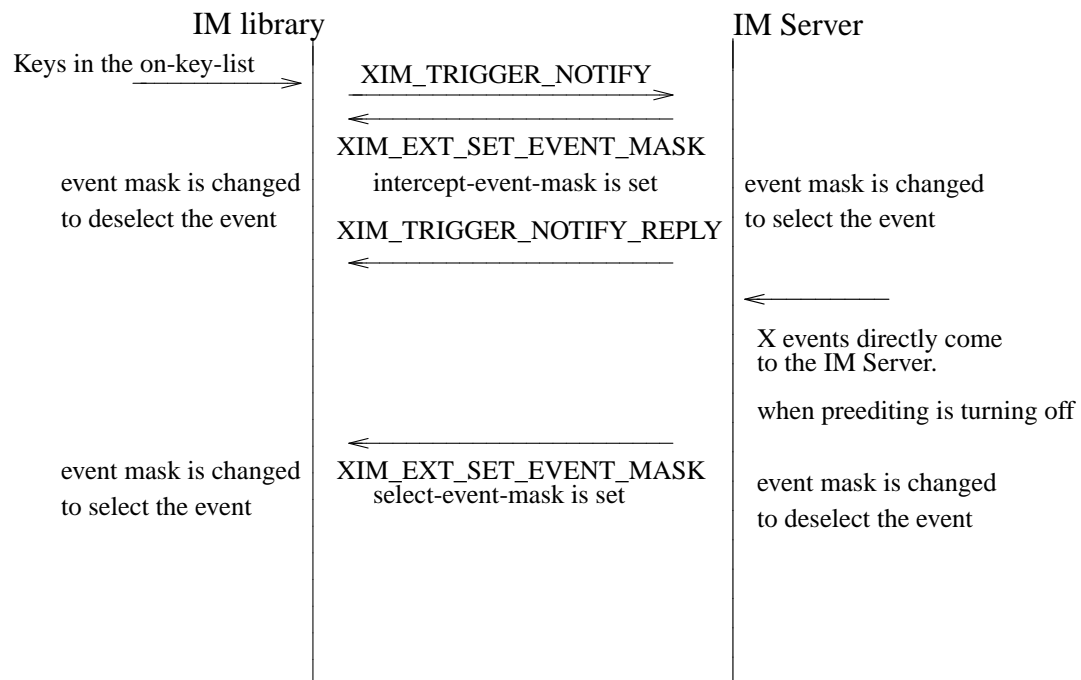 IM library
IM Server
Keys in the on-key-list
XIM_TRIGGER_NOTIFY
XIM_EXT_SET_EVENT_MASK
intercept-event-mask is set
event mask is changed
to deselect the event
event mask is changed
to select the event
XIM_TRIGGER_NOTIFY_REPLY
X events directly come
to the IM Server.
when preediting is turning off
XIM_EXT_SET_EVENT_MASK
select-event-mask is set
event mask is changed
to select the event
event mask is changed
to deselect the event